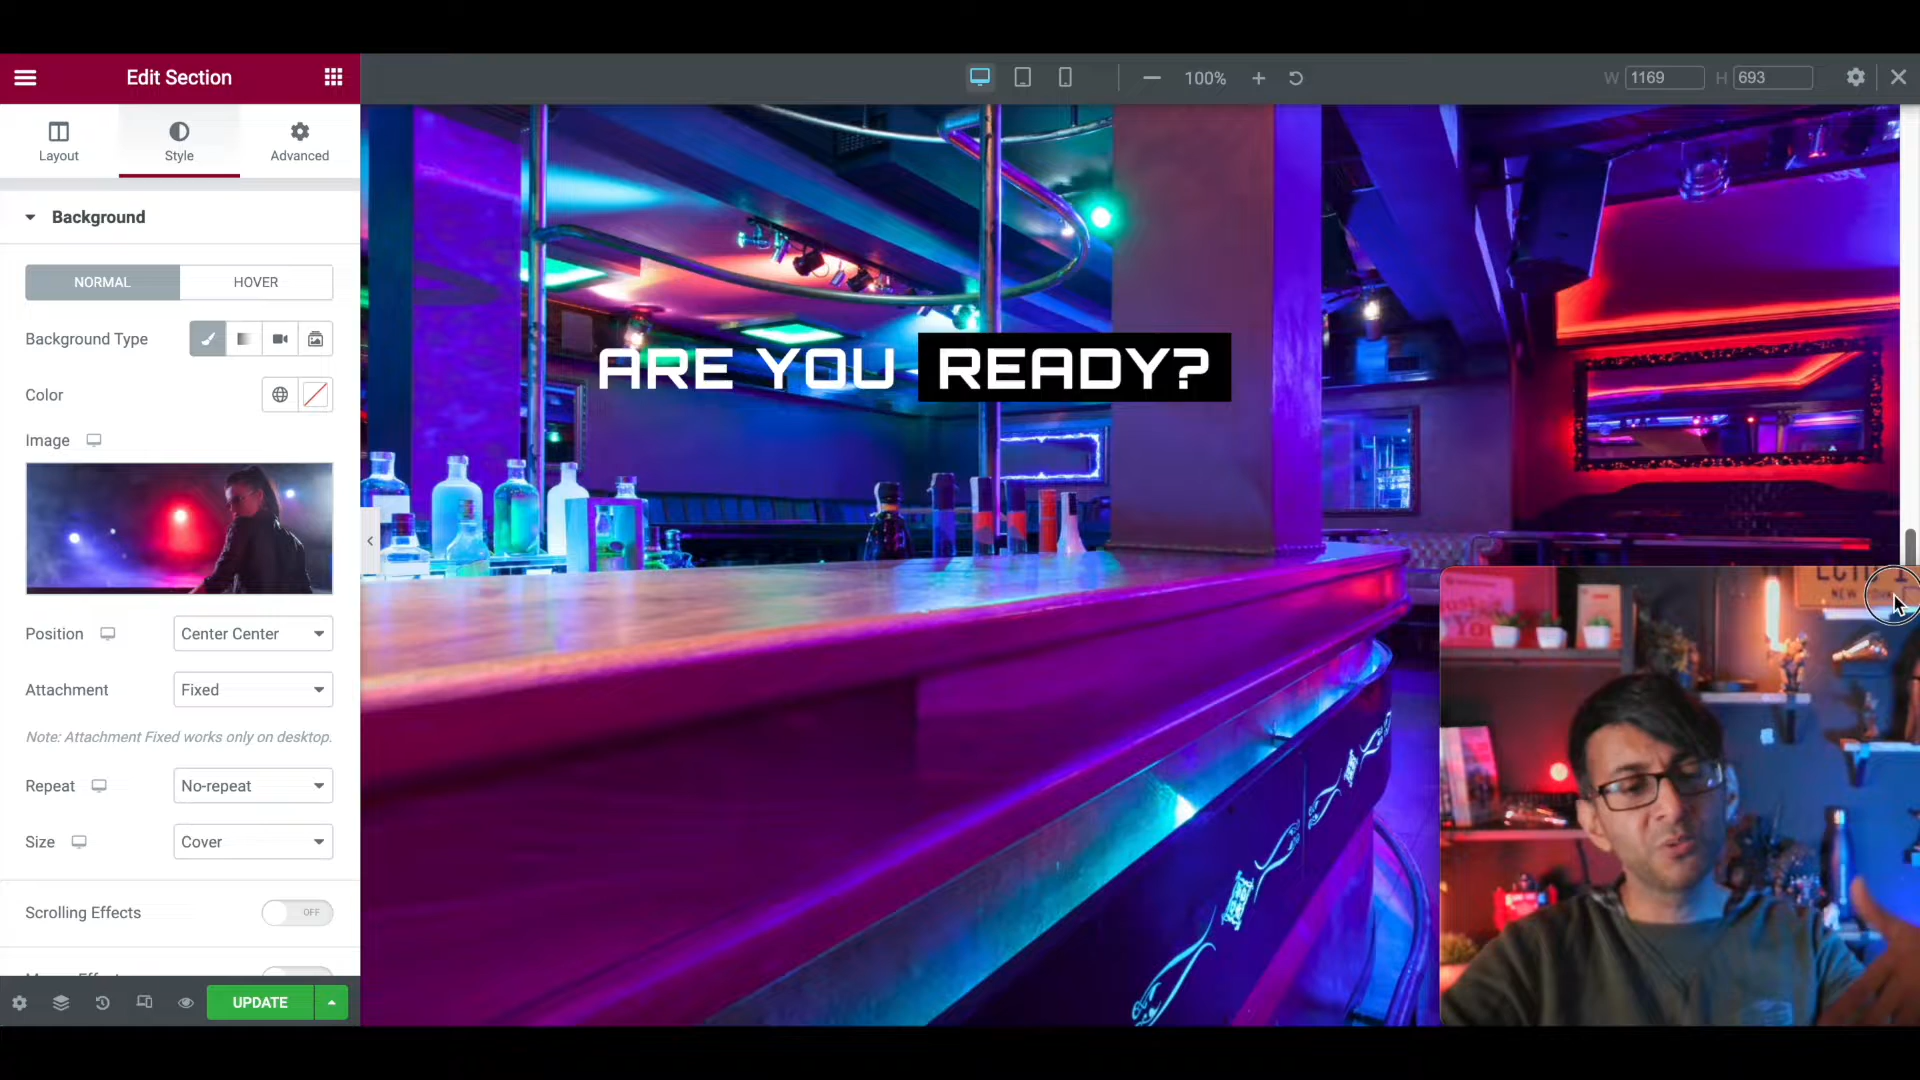 Edit Section
100%
W 1169 H 693
Layout
Style
Advanced
Background
NORMAL
HOVER
Background Type
Color
Image
Position
Center Center
Attachment
Fixed
Note: Attachment Fixed works only on desktop.
Repeat
No-repeat
Size
Cover
Scrolling Effects
OFF
UPDATE
ARE YOU READY?